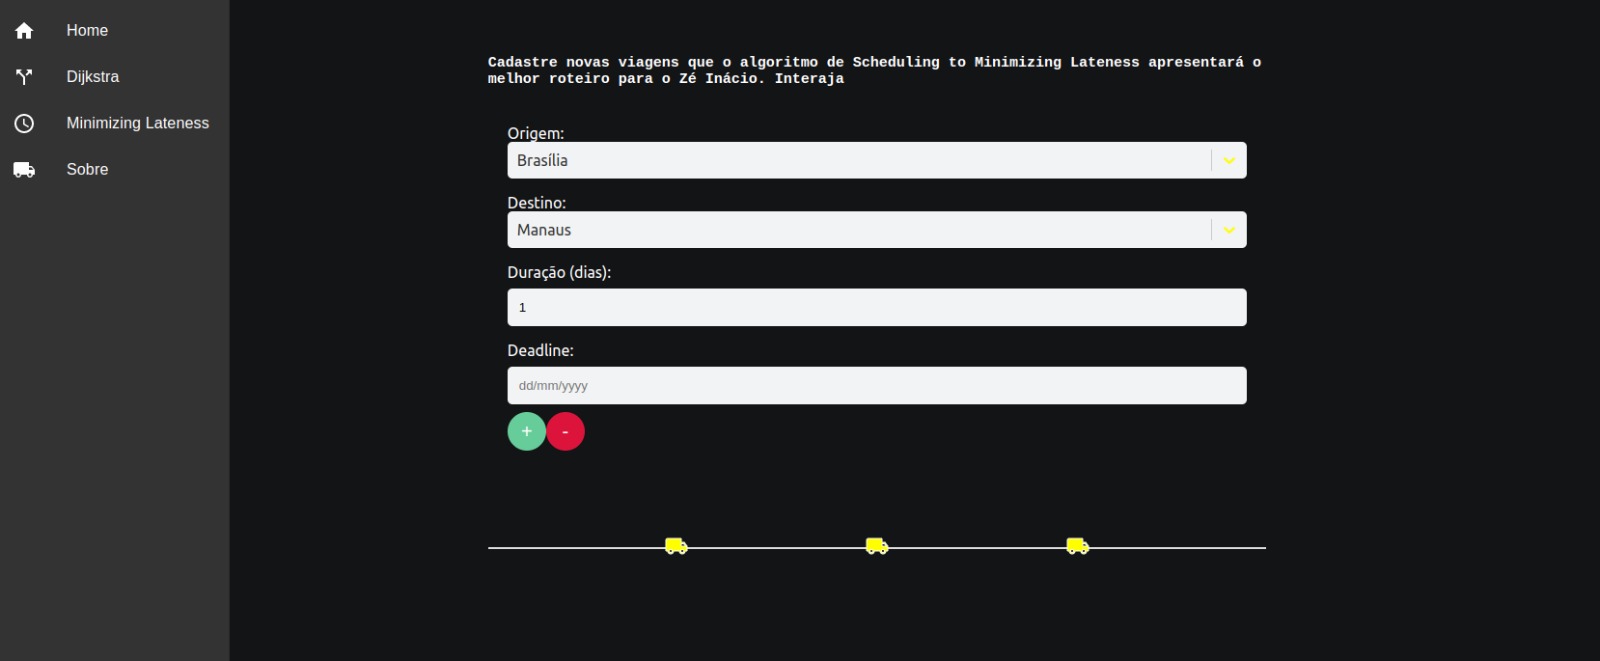 Home
Dijkstra
Minimizing Lateness
Sobre
Cadastre novas viagens que o algoritmo de Scheduling to Minimizing Lateness apresentará o
melhor roteiro para o Zé Inácio. Interaja
Origem:
Brasília
Destino:
Manaus
Duração (dias):
1
Deadline:
dd/mm/yyyy
+ -